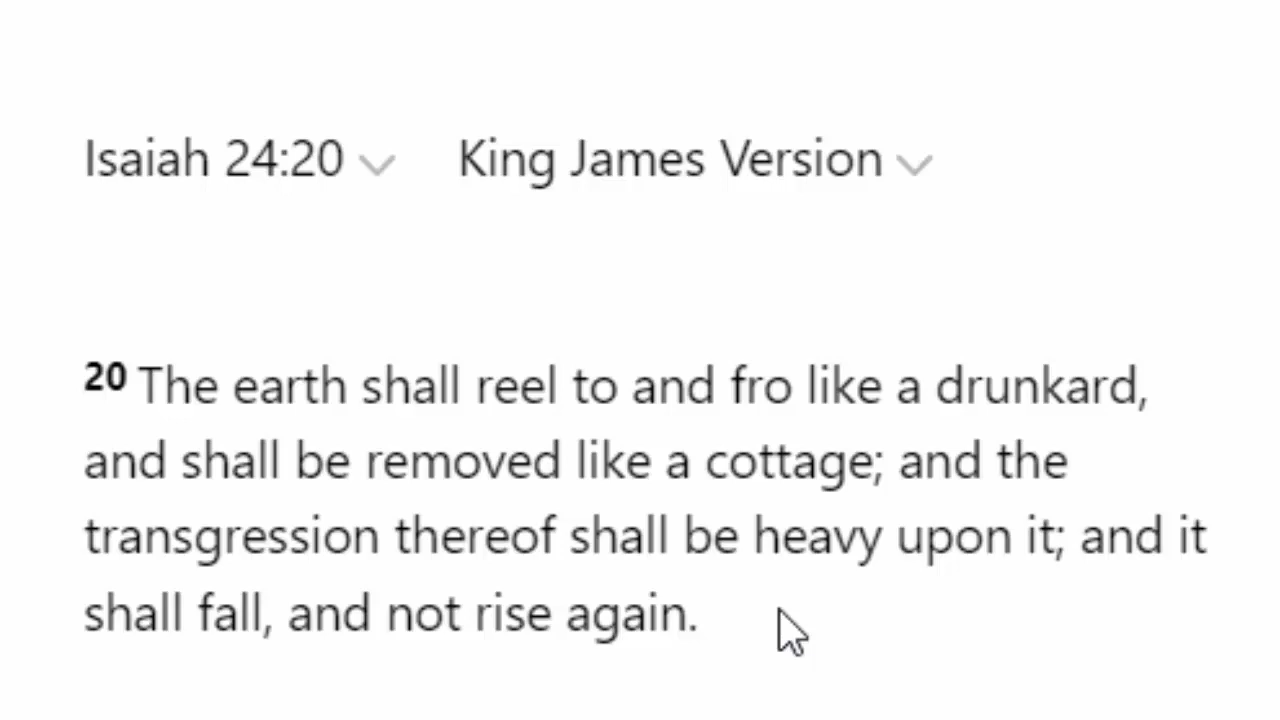 Isaiah 24:20 King James Version
20 The earth shall reel to and fro like a drunkard,
and shall be removed like a cottage; and the
transgression thereof shall be heavy upon it; and it
shall fall, and not rise again.